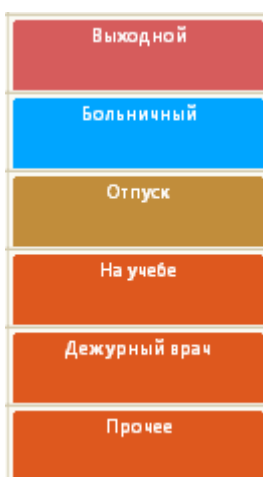 Выходной
Больничный
Отпуск
На учебе
Дежурный врач
Прочее